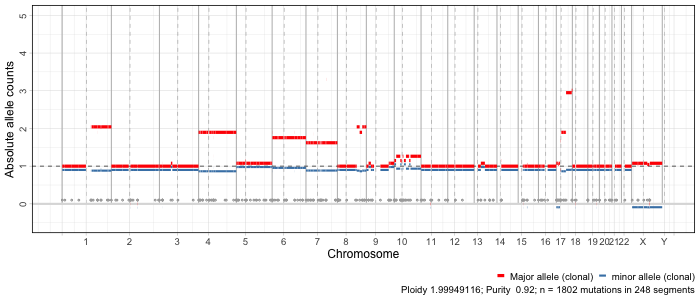 Absolute allele counts
5
4
3
2
1
0
1 2 3 4 5 6 7 8 9 10 11 12 13 14 15 16 17 18 19 20 21 22 X Y
Chromosome
Major allele (clonal) minor allele (clonal)
Ploidy 1.99949116; Purity 0.92; n = 1802 mutations in 248 segments